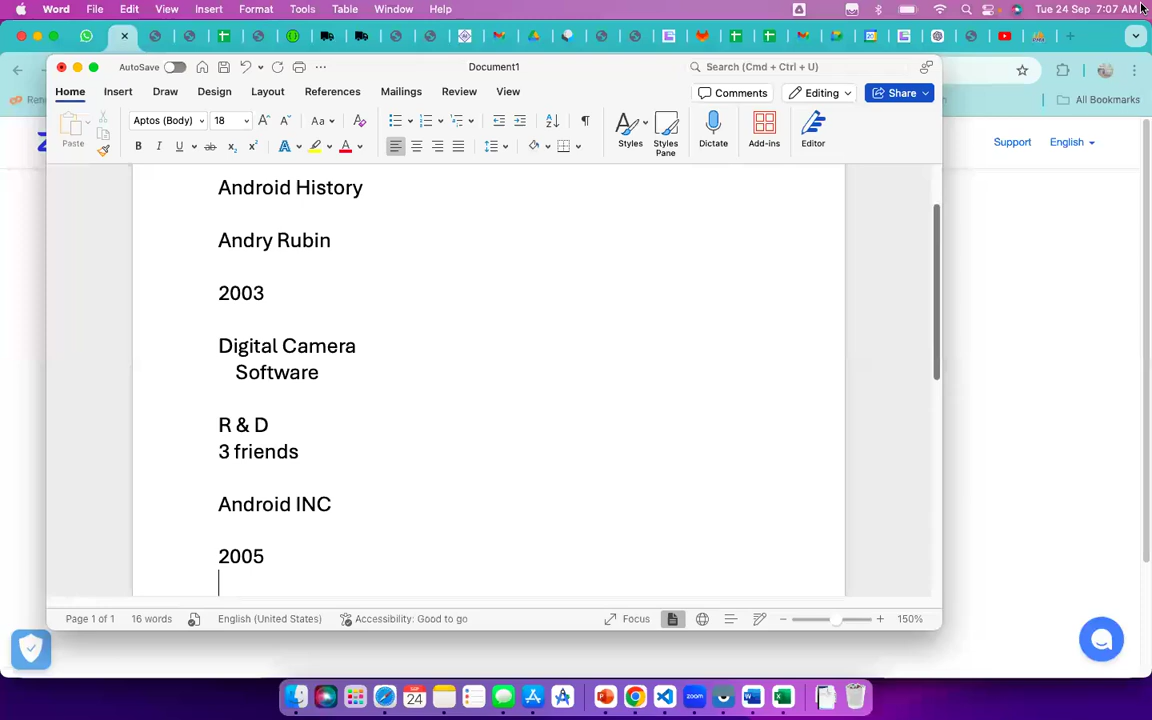 Word File Edit View Insert Format Tools Table Window Help Tue 24 Sep 7:07 AM
AutoSave Document1 Search (Cmd + Ctrl + U)
All Bookmarks
Home Insert Draw Design Layout References Mailings Review View Comments Editing Share
Paste Aptos (Body) 18 Aa Styles Styles Pane Dictate Add-ins Editor
Support English
Android History
Andry Rubin
2003
Digital Camera
Software
R & D
3 friends
Android INC
2005
Page 1 of 1 16 words English (United States) Accessibility: Good to go Focus 150%
SEP
24
zoom